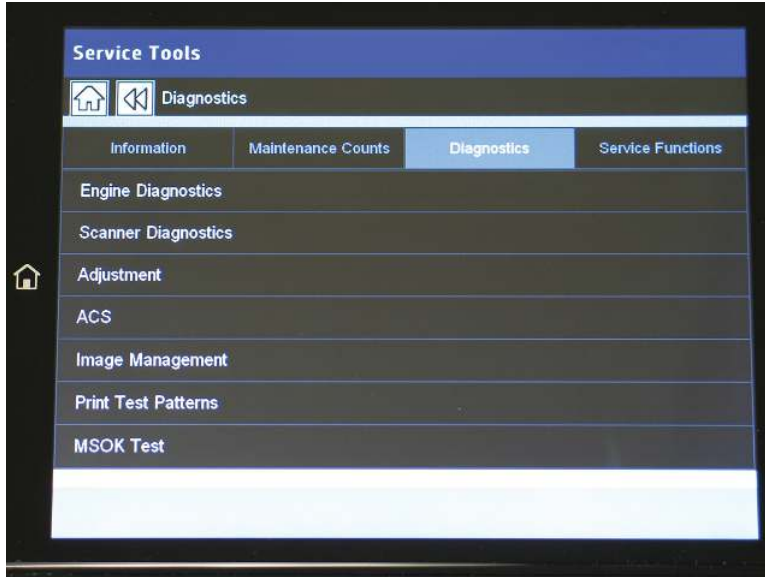 Service Tools
Diagnostics
Information Maintenance Counts Diagnostics Service Functions
Engine Diagnostics
Scanner Diagnostics
Adjustment
ACS
Image Management
Print Test Patterns
MSOK Test